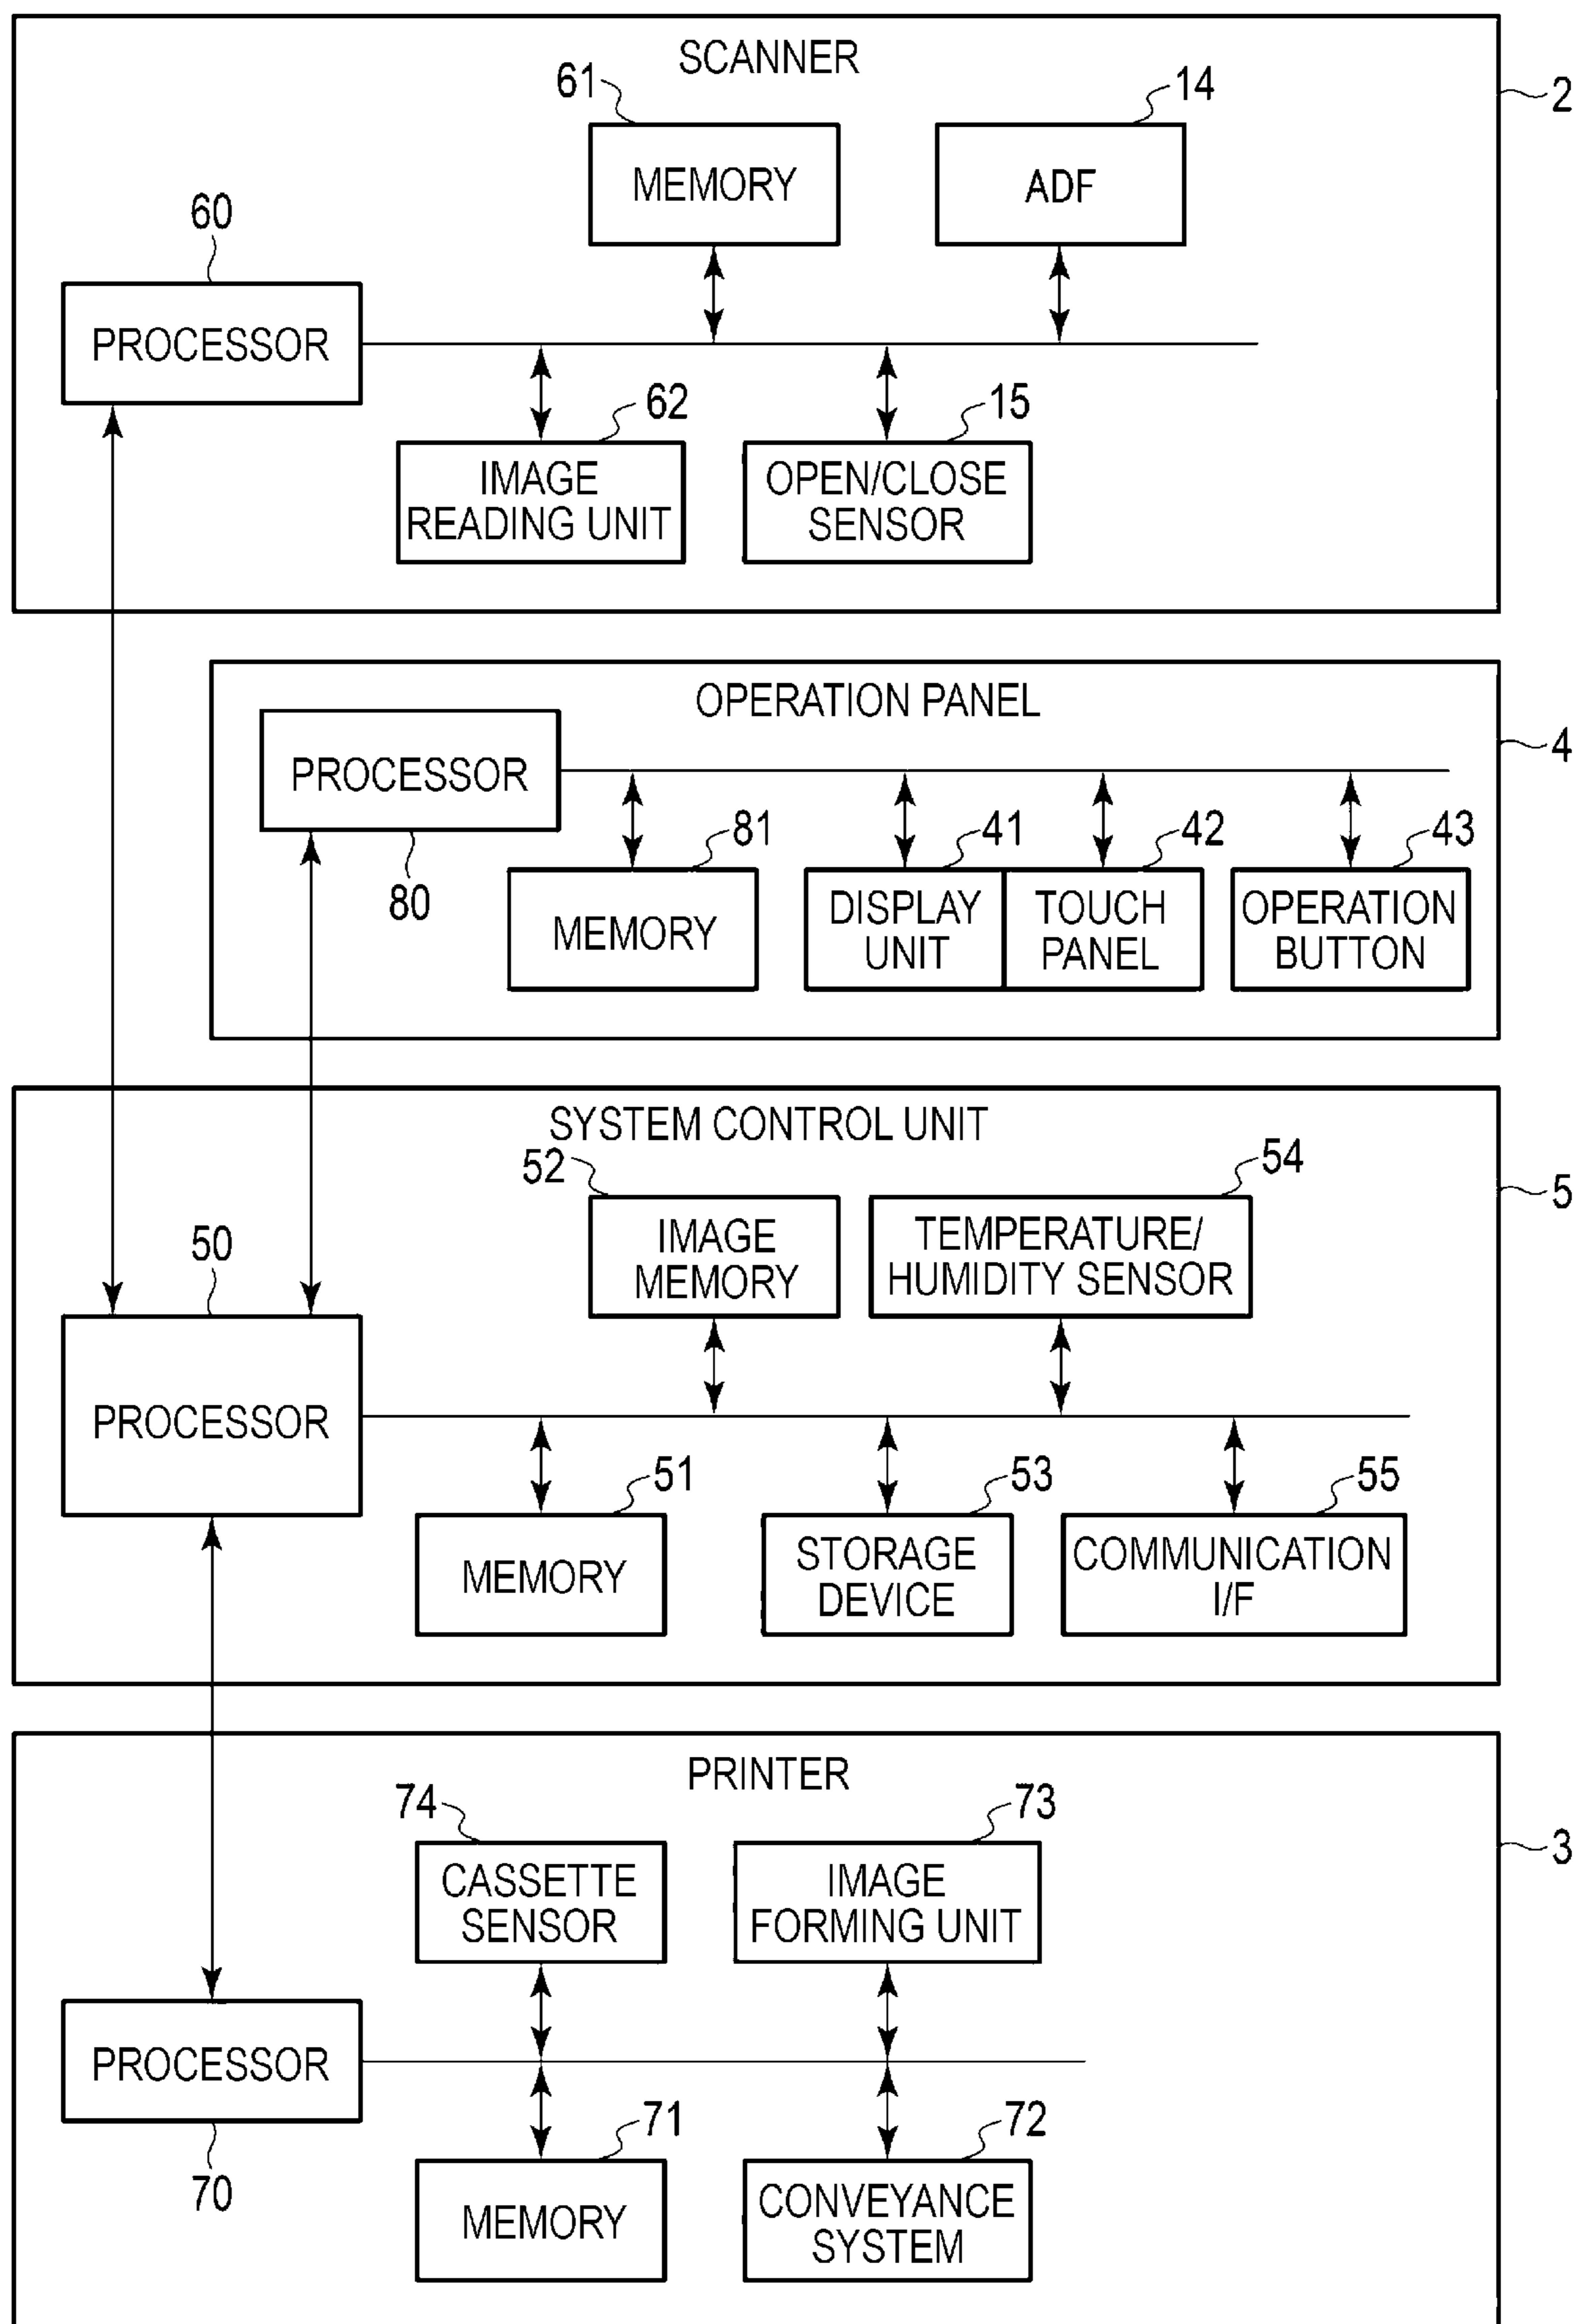 SCANNER
2
61
14
MEMORY
ADF
60
PROCESSOR
62
15
IMAGE
READING UNIT
OPEN/CLOSE
SENSOR
OPERATION PANEL
4
PROCESSOR
80
81
41
42
43
MEMORY
DISPLAY
UNIT
TOUCH
PANEL
OPERATION
BUTTON
SYSTEM CONTROL UNIT
5
52
54
IMAGE
MEMORY
TEMPERATURE/
HUMIDITY SENSOR
50
PROCESSOR
51
53
55
MEMORY
STORAGE
DEVICE
COMMUNICATION
I/F
PRINTER
3
74
73
CASSETTE
SENSOR
IMAGE
FORMING UNIT
PROCESSOR
70
71
72
MEMORY
CONVEYANCE
SYSTEM